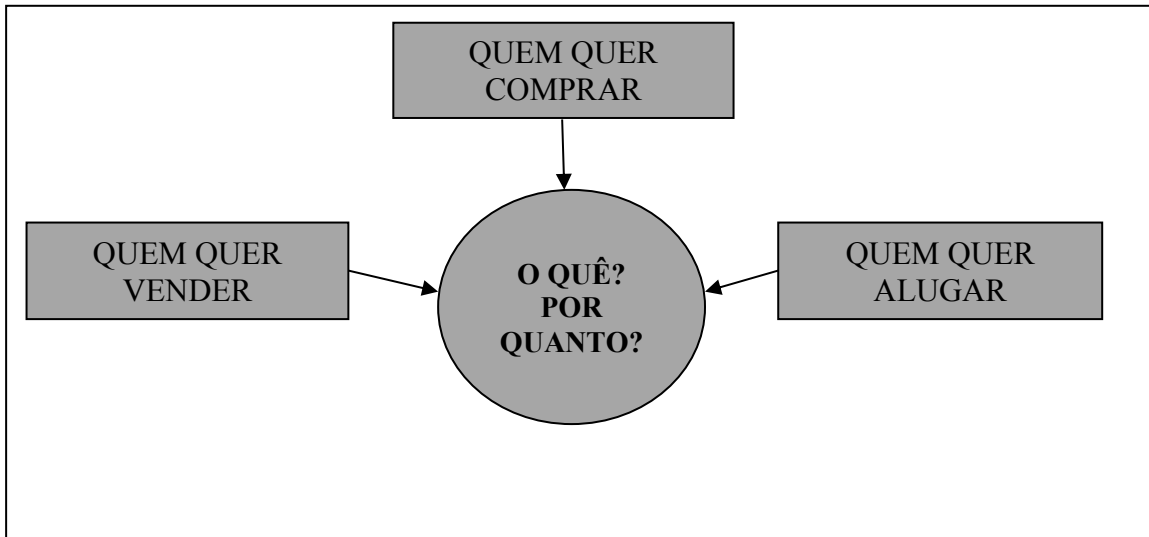 QUEM QUER
COMPRAR
QUEM QUER
VENDER
O QUÊ?
POR
QUANTO?
QUEM QUER
ALUGAR